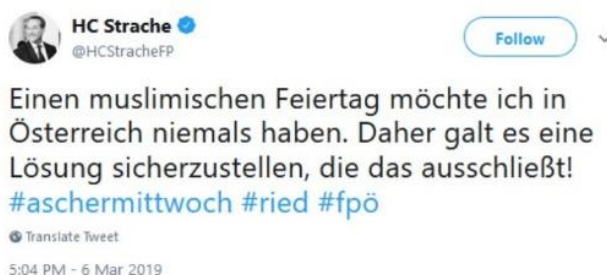 HC Strache
@HCStracheFP
Follow
Einen muslimischen Feiertag möchte ich in
Österreich niemals haben. Daher galt es eine
Lösung sicherzustellen, die das ausschließt!
#aschermittwoch #ried #fpö
Translate Tweet
5:04 PM - 6 Mar 2019